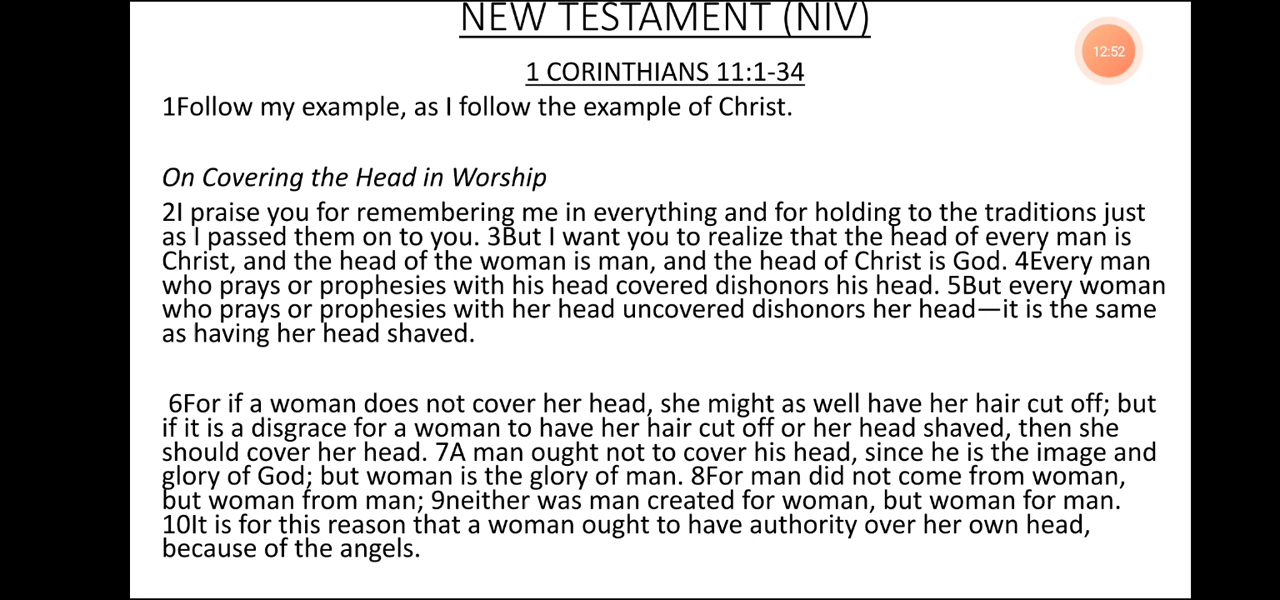 NEW TESTAMENT (NIV)
12:52
1 CORINTHIANS 11:1-34
1Follow my example, as I follow the example of Christ.
On Covering the Head in Worship
2I praise you for remembering me in everything and for holding to the traditions just
as I passed them on to you. 3But I want you to realize that the head of every man is
Christ, and the head of the woman is man, and the head of Christ is God. 4Every man
who prays or prophesies with his head covered dishonors his head. 5But every woman
who prays or prophesies with her head uncovered dishonors her head—it is the same
as having her head shaved.
6For if a woman does not cover her head, she might as well have her hair cut off; but
if it is a disgrace for a woman to have her hair cut off or her head shaved, then she
should cover her head. 7A man ought not to cover his head, since he is the image and
glory of God; but woman is the glory of man. 8For man did not come from woman,
but woman from man; 9neither was man created for woman, but woman for man.
10It is for this reason that a woman ought to have authority over her own head,
because of the angels.